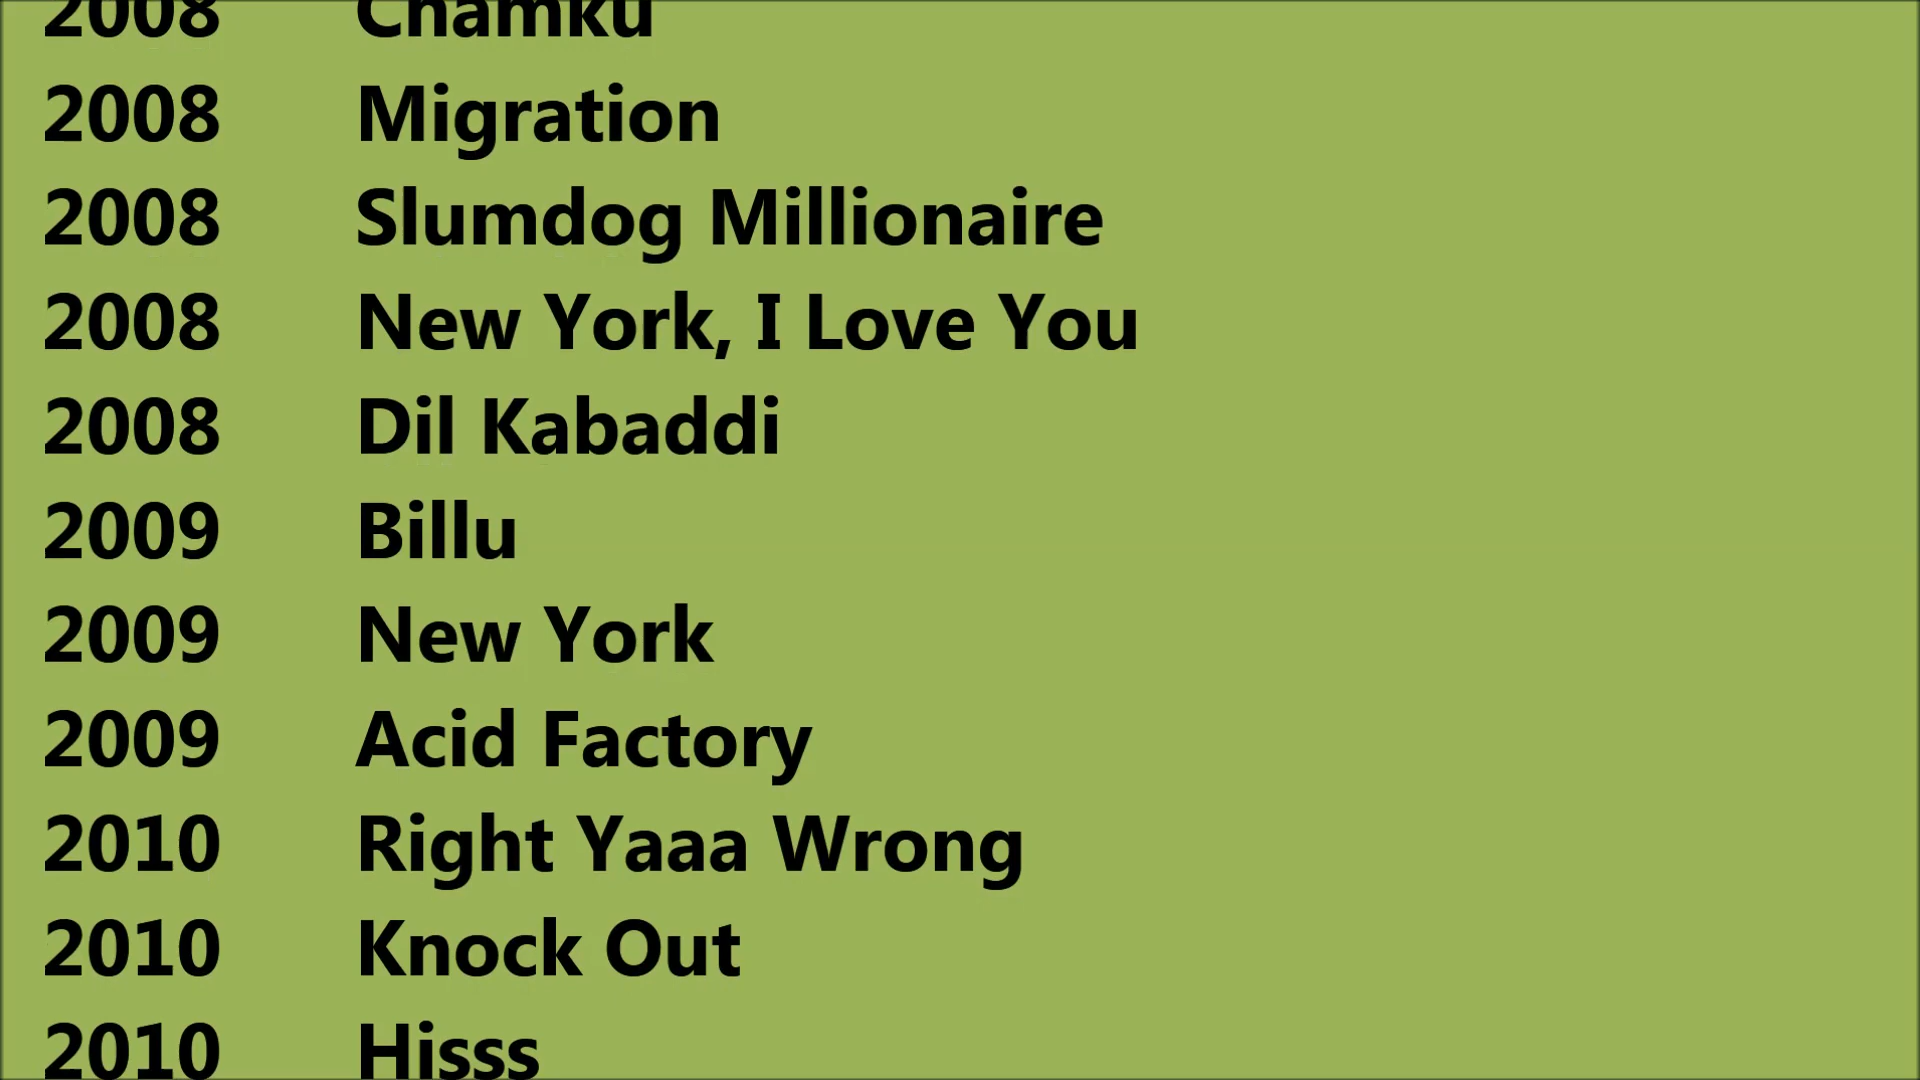 2008 Chamku
2008 Migration
2008 Slumdog Millionaire
2008 New York, I Love You
2008 Dil Kabaddi
2009 Billu
2009 New York
2009 Acid Factory
2010 Right Yaaa Wrong
2010 Knock Out
2010 Hisss